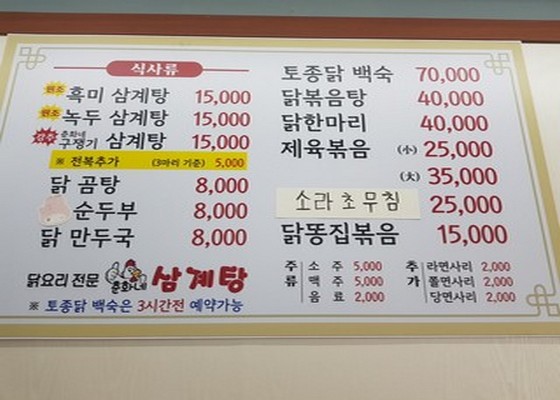 식사류
원조 흑미 삼계탕 15,000
원조 녹두 삼계탕 15,000
강추 춘화네 구쟁기 삼계탕 15,000
※ 전복추가 (3마리 기준) 5,000
닭 곰탕 8,000
순두부 8,000
닭 만두국 8,000
닭요리 전문 춘화네 삼계탕
※ 토종닭 백숙은 3시간전 예약가능
토종닭 백숙 70,000
닭볶음탕 40,000
닭한마리 40,000
제육볶음 (小) 25,000
(大) 35,000
소라초무침 25,000
닭똥집볶음 15,000
주류 소주 5,000
맥주 5,000
음료 2,000
추가 라면사리 2,000
쫄면사리 2,000
당면사리 2,000